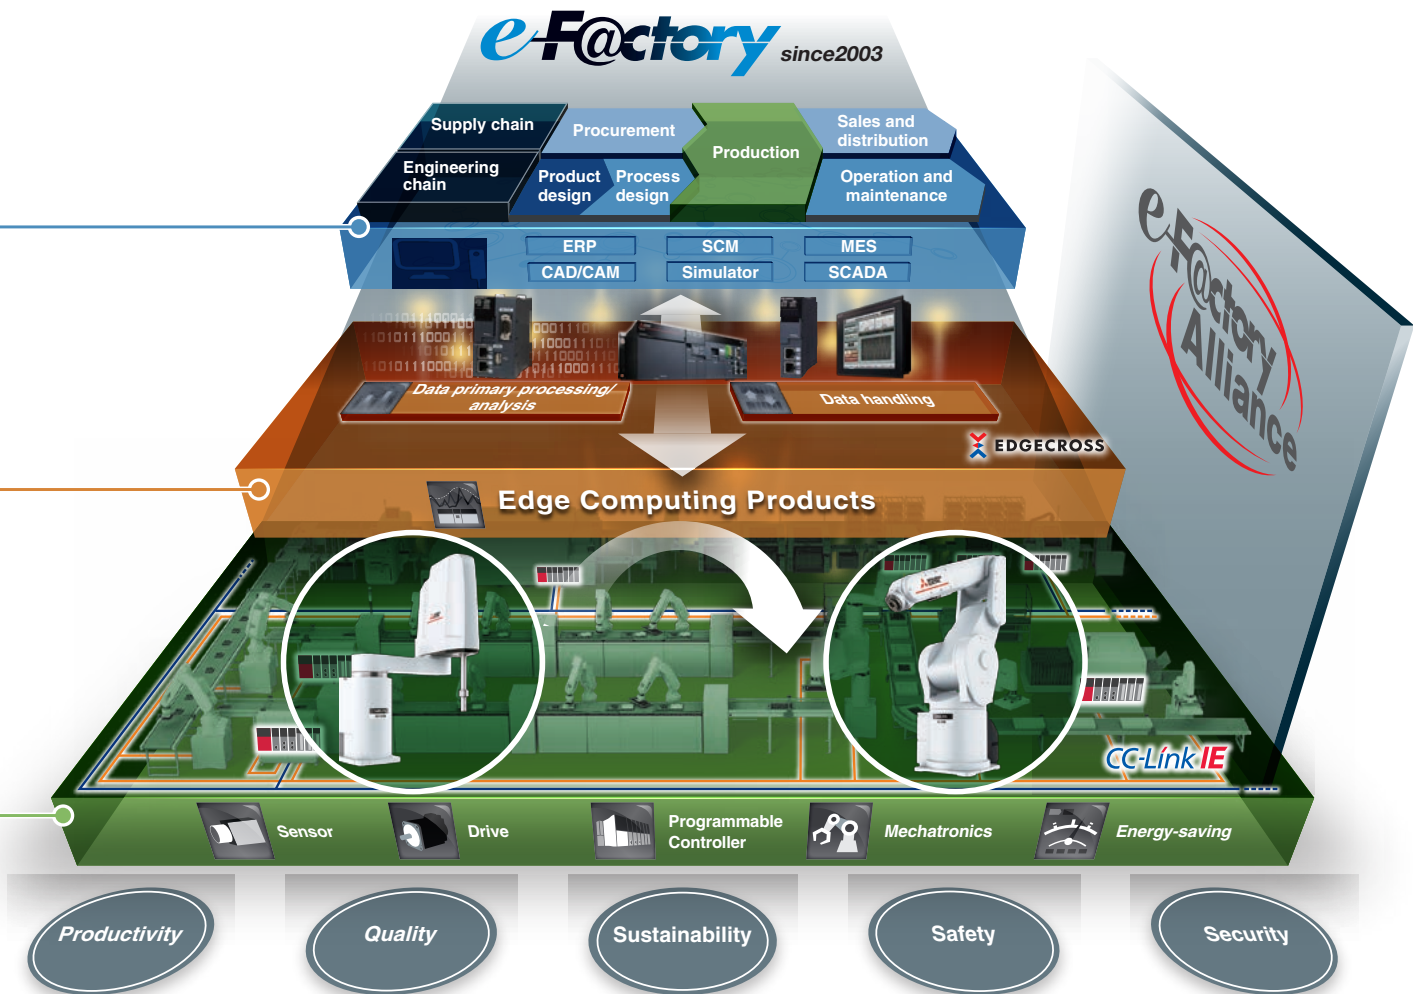 e-F@ctory since2003
Supply chain
Procurement
Production
Sales and
distribution
Engineering
chain
Product
design
Process
design
Operation and
maintenance
ERP
SCM
MES
CAD/CAM
Simulator
SCADA
Data primary processing/
analysis
Data handling
EDGECROSS
Edge Computing Products
e-F@ctory
Alliance
CC-Link IE
Sensor
Drive
Programmable
Controller
Mechatronics
Energy-saving
Productivity
Quality
Sustainability
Safety
Security